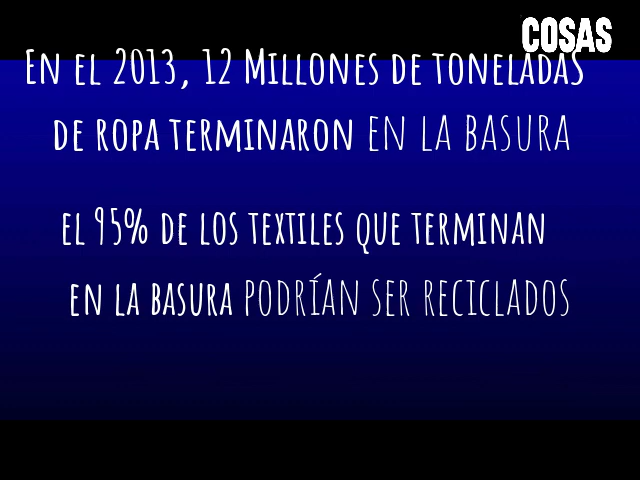 COSAS
En el 2013, 12 Millones de toneladas
de ropa terminaron en la basura
el 95% de los textiles que terminan
en la basura podrían ser reciclados